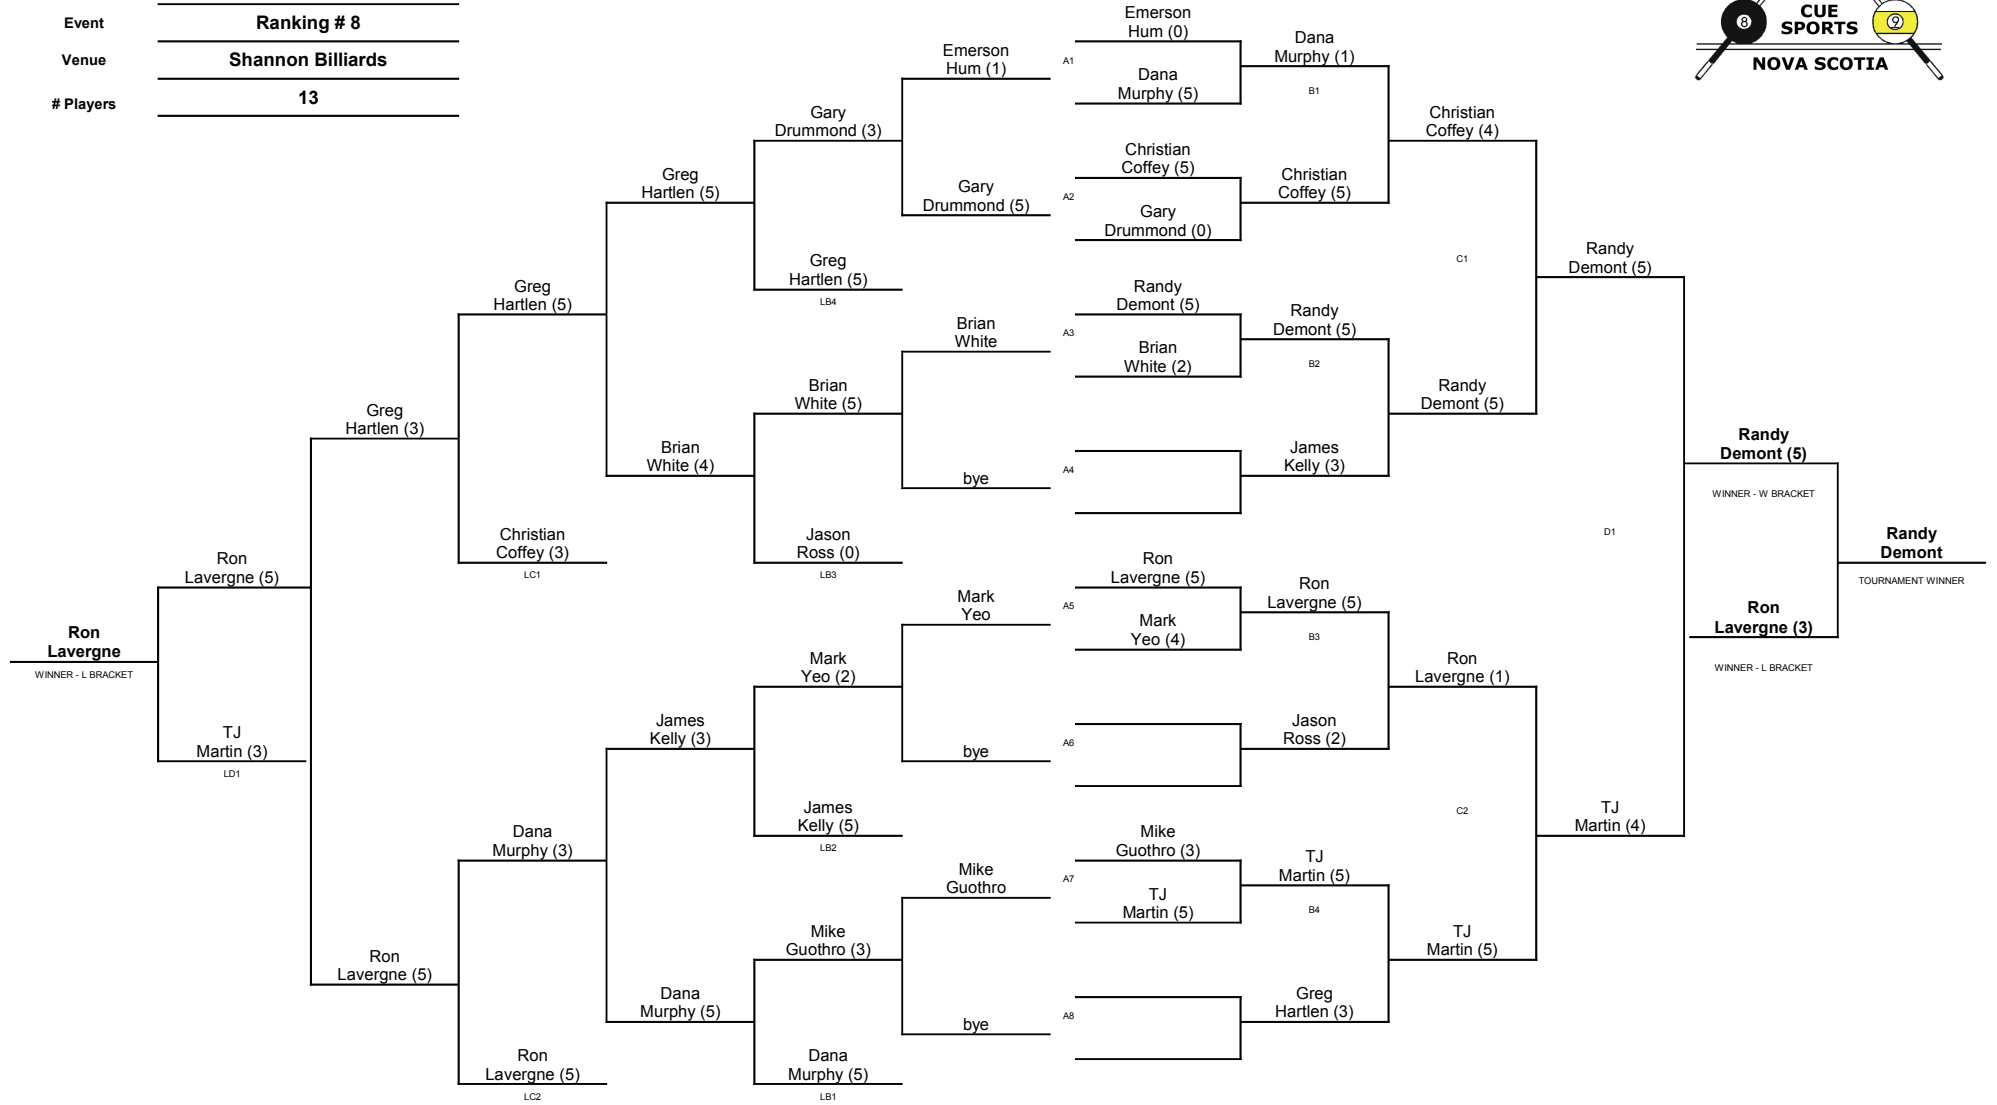 Event
Ranking # 8
Venue
Shannon Billiards
# Players
13
8
CUE
SPORTS
9
NOVA SCOTIA
Ron
Lavergne
WINNER - L BRACKET
Ron
Lavergne (5)
TJ
Martin (3)
LD1
Greg
Hartlen (3)
Ron
Lavergne (5)
Greg
Hartlen (5)
Christian
Coffey (3)
LC1
Dana
Murphy (3)
Ron
Lavergne (5)
LC2
Greg
Hartlen (5)
Brian
White (4)
James
Kelly (3)
Dana
Murphy (5)
Gary
Drummond (3)
Greg
Hartlen (5)
LB4
Brian
White (5)
Jason
Ross (0)
LB3
Mark
Yeo (2)
James
Kelly (5)
LB2
Mike
Guothro (3)
Dana
Murphy (5)
LB1
Emerson
Hum (1)
Gary
Drummond (5)
Brian
White
bye
Mark
Yeo
bye
Mike
Guothro
bye
A1
A2
A3
A4
A5
A6
A7
A8
Emerson
Hum (0)
Dana
Murphy (5)
Christian
Coffey (5)
Gary
Drummond (0)
Randy
Demont (5)
Brian
White (2)
Ron
Lavergne (5)
Mark
Yeo (4)
Mike
Guothro (3)
TJ
Martin (5)
Dana
Murphy (1)
B1
Christian
Coffey (5)
Randy
Demont (5)
B2
James
Kelly (3)
Ron
Lavergne (5)
B3
Jason
Ross (2)
TJ
Martin (5)
B4
Greg
Hartlen (3)
Christian
Coffey (4)
C1
Randy
Demont (5)
Ron
Lavergne (1)
C2
TJ
Martin (5)
Randy
Demont (5)
D1
TJ
Martin (4)
Randy
Demont (5)
WINNER - W BRACKET
Ron
Lavergne (3)
WINNER - L BRACKET
Randy
Demont
TOURNAMENT WINNER